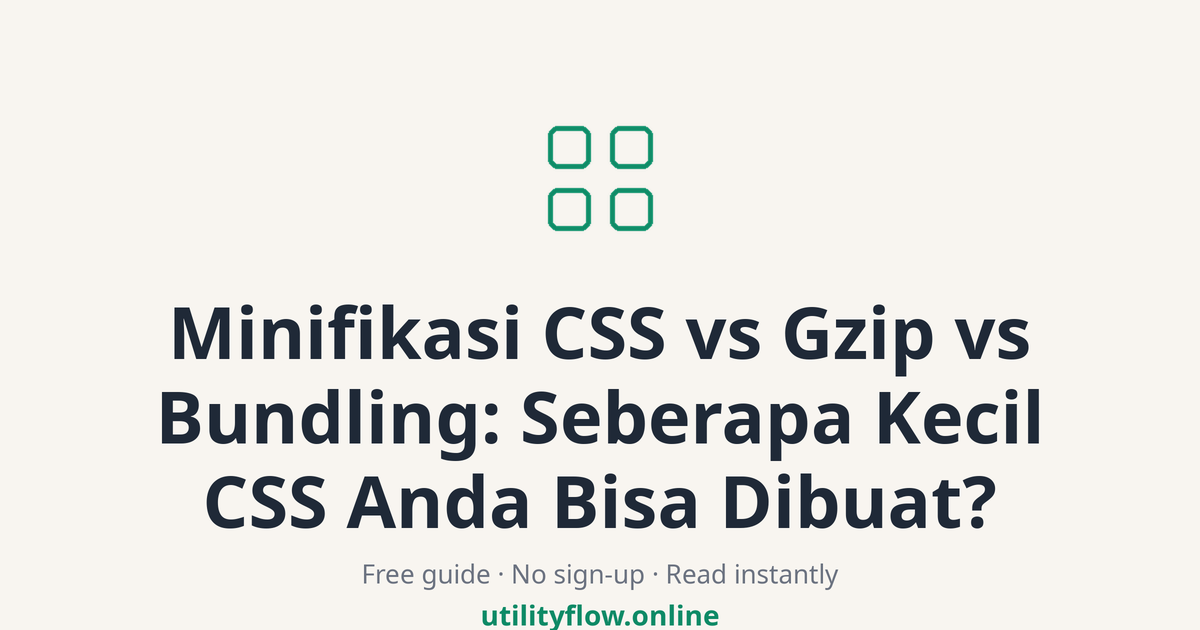 Minifikasi CSS vs Gzip vs
Bundling: Seberapa Kecil
CSS Anda Bisa Dibuat?
Free guide · No sign-up · Read instantly
utilityflow.online